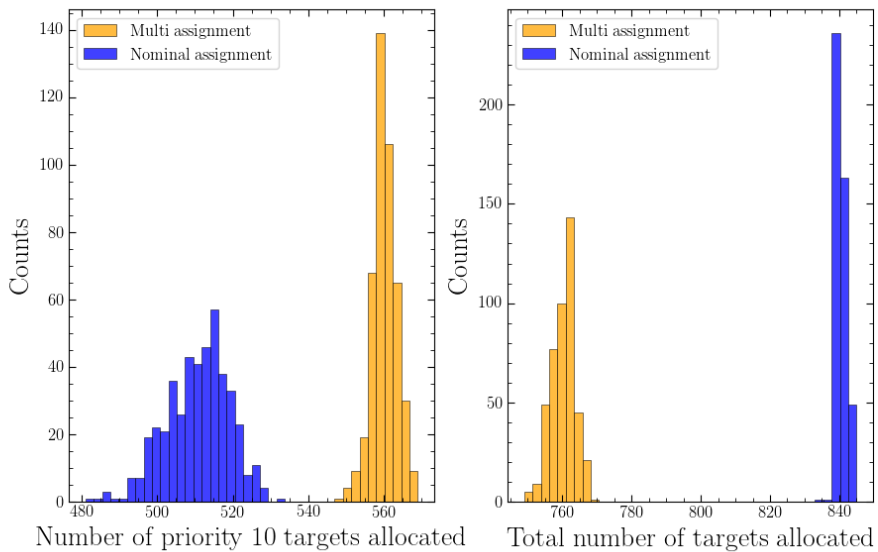 Multi assignment
Nominal assignment
Counts
0
20
40
60
80
100
120
140
480
500
520
540
560
Number of priority 10 targets allocated
Multi assignment
Nominal assignment
Counts
0
50
100
150
200
760
780
800
820
840
Total number of targets allocated